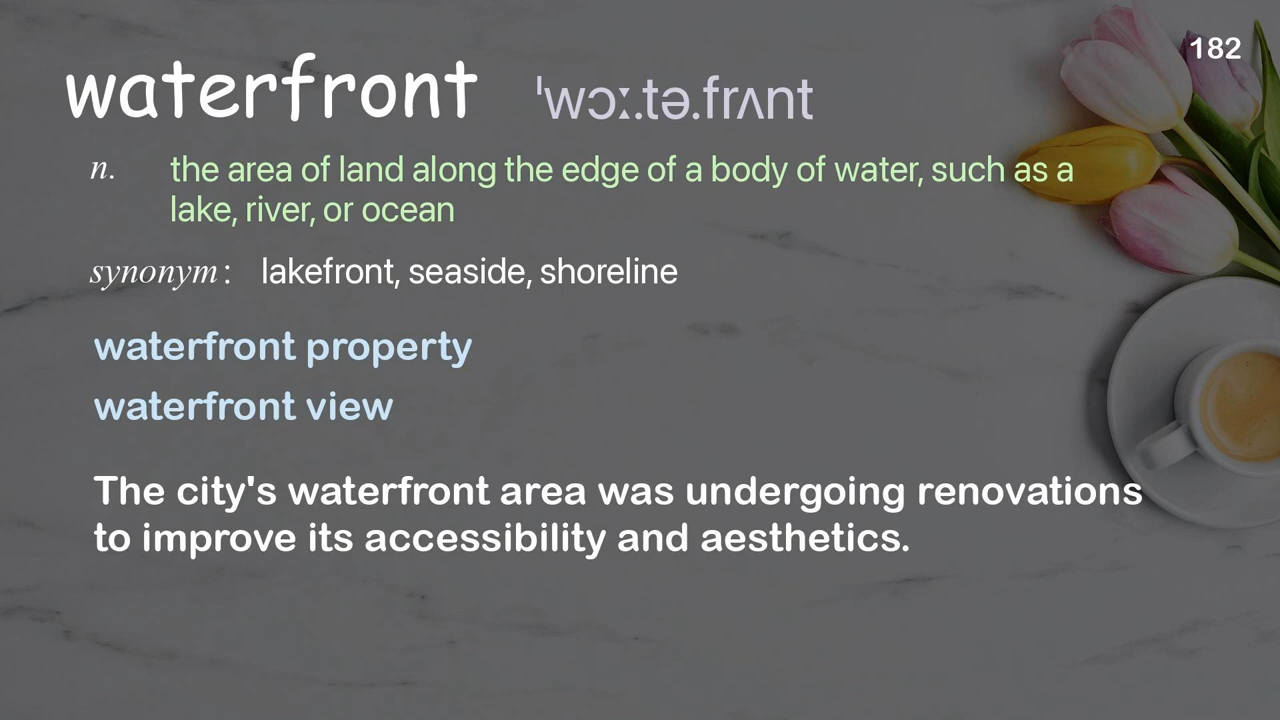 182
waterfront ˈwɔː.tə.frʌnt
n. the area of land along the edge of a body of water, such as a
lake, river, or ocean
synonym: lakefront, seaside, shoreline
waterfront property
waterfront view
The city's waterfront area was undergoing renovations
to improve its accessibility and aesthetics.